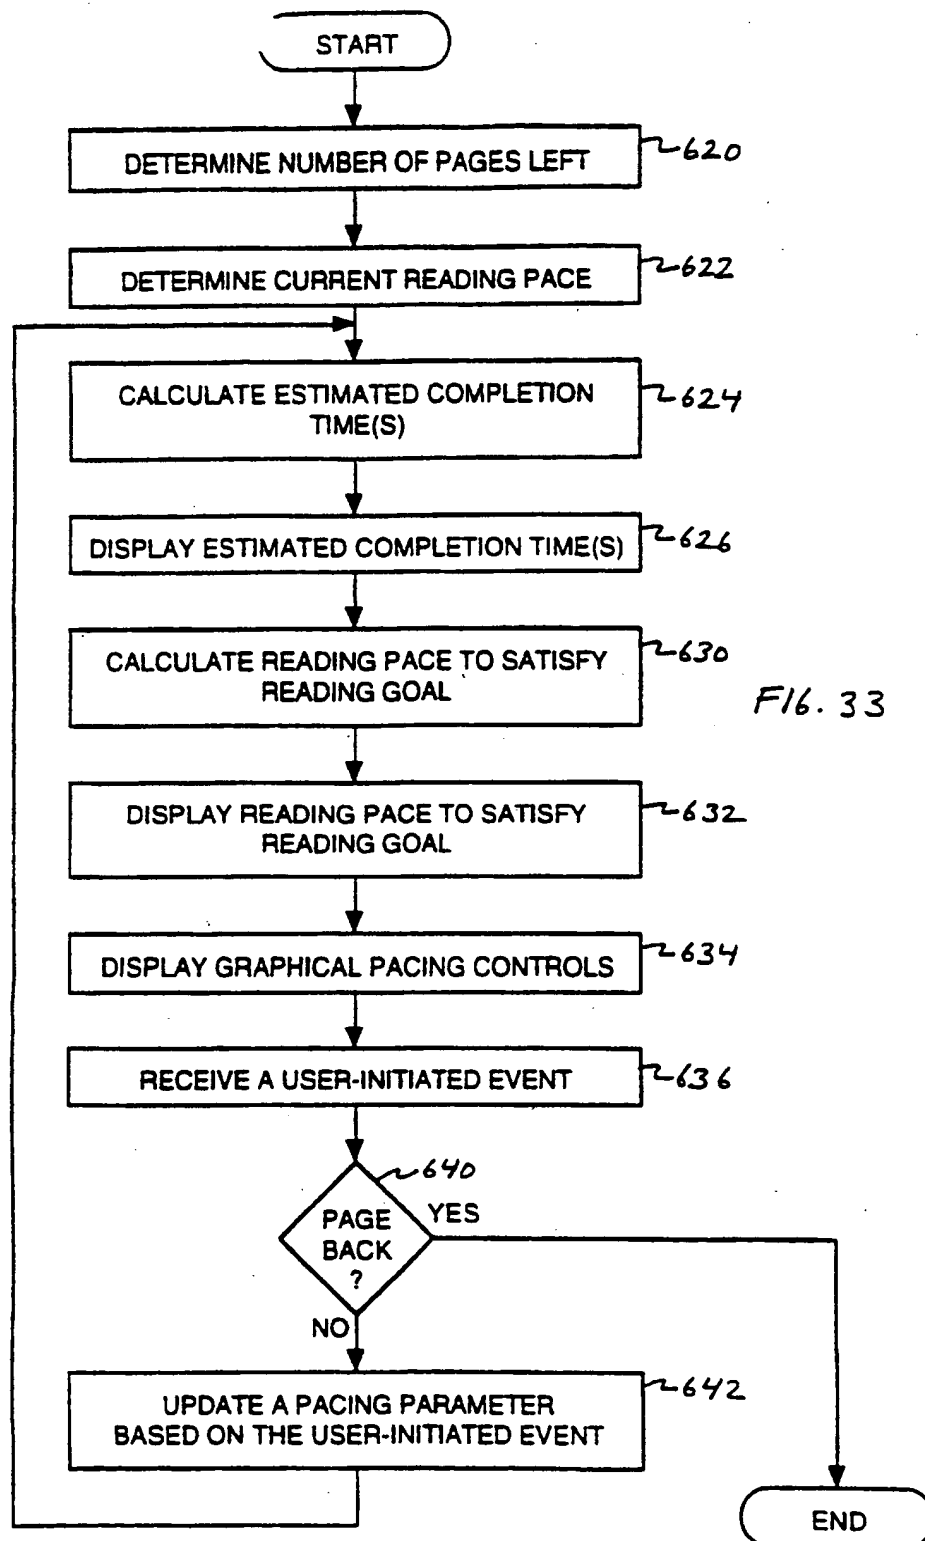 START
DETERMINE NUMBER OF PAGES LEFT
620
DETERMINE CURRENT READING PACE
622
CALCULATE ESTIMATED COMPLETION
TIME(S)
624
DISPLAY ESTIMATED COMPLETION TIME(S)
626
CALCULATE READING PACE TO SATISFY
READING GOAL
630
FIG. 33
DISPLAY READING PACE TO SATISFY
READING GOAL
632
DISPLAY GRAPHICAL PACING CONTROLS
634
RECEIVE A USER-INITIATED EVENT
636
640
PAGE
BACK
?
YES
NO
UPDATE A PACING PARAMETER
BASED ON THE USER-INITIATED EVENT
642
END